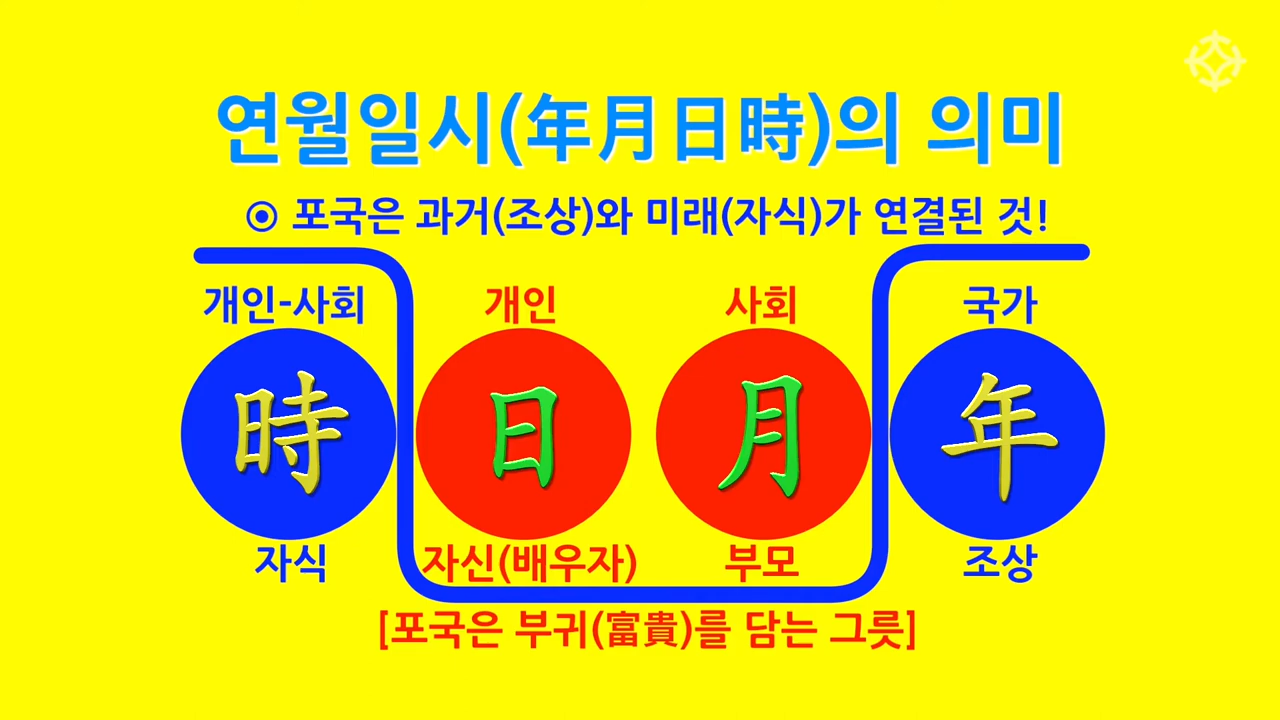 연월일시(年月日時)의 의미
⦿ 포국은 과거(조상)와 미래(자식)가 연결된 것!
개인-사회 개인 사회 국가
時 日 月 年
자식 자신(배우자) 부모 조상
[포국은 부귀(富貴)를 담는 그릇]